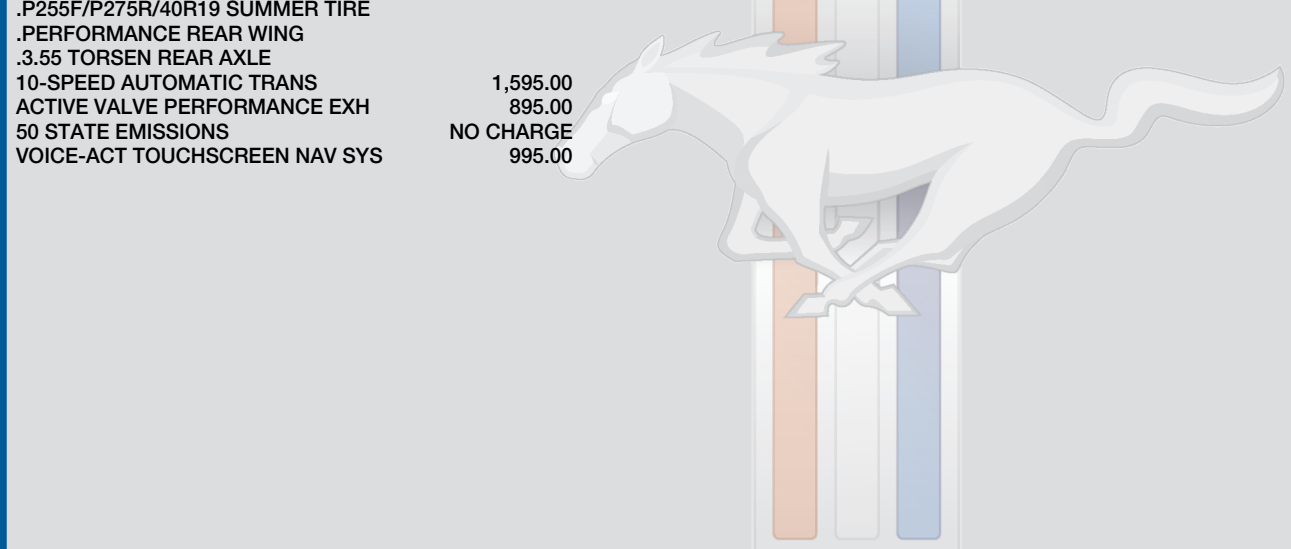 .P255F/P275R/40R19 SUMMER TIRE
.PERFORMANCE REAR WING
.3.55 TORSEN REAR AXLE
10-SPEED AUTOMATIC TRANS 1,595.00
ACTIVE VALVE PERFORMANCE EXH 895.00
50 STATE EMISSIONS NO CHARGE
VOICE-ACT TOUCHSCREEN NAV SYS 995.00